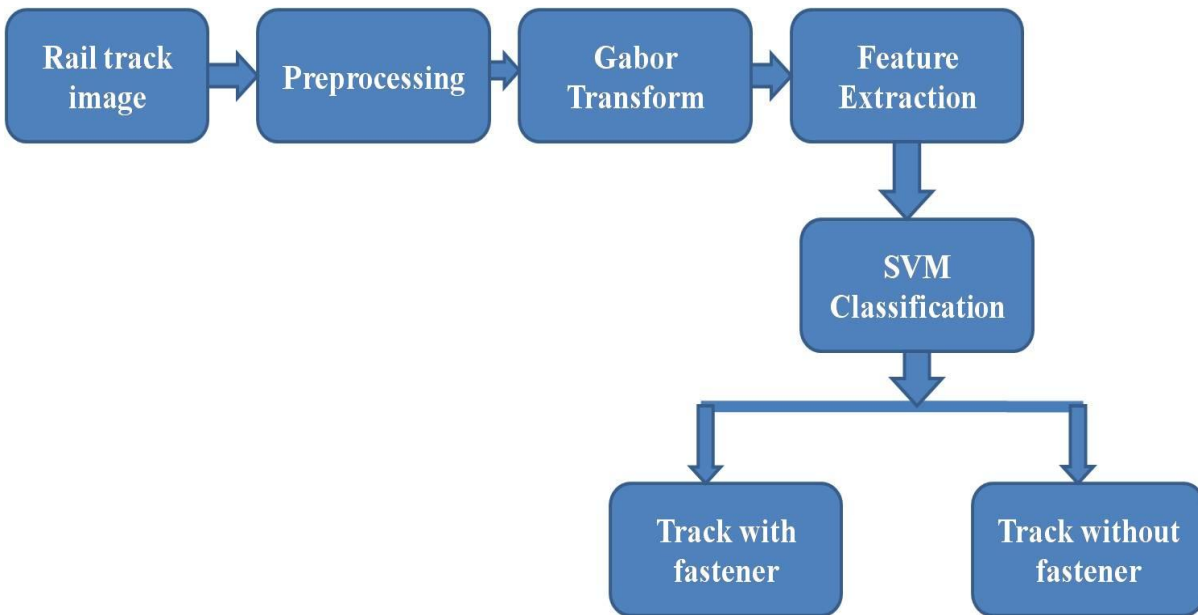 Rail track
image
Preprocessing
Gabor
Transform
Feature
Extraction
SVM
Classification
Track with
fastener
Track without
fastener